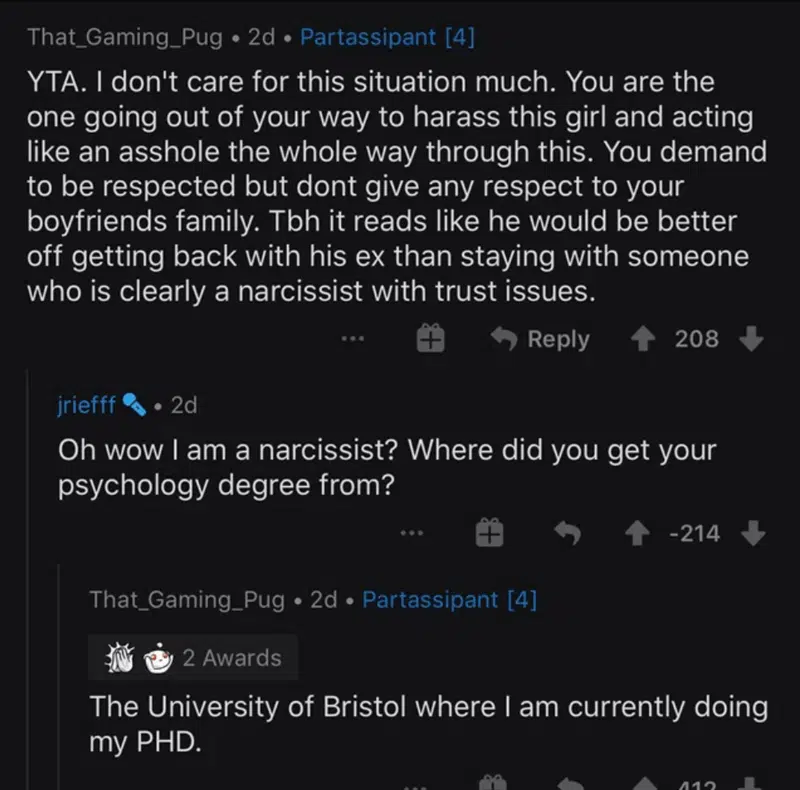 That_Gaming_Pug • 2d • Partassipant [4]
YTA. I don't care for this situation much. You are the
one going out of your way to harass this girl and acting
like an asshole the whole way through this. You demand
to be respected but dont give any respect to your
boyfriends family. Tbh it reads like he would be better
off getting back with his ex than staying with someone
who is clearly a narcissist with trust issues.
... Reply 208
jriefff • 2d
Oh wow I am a narcissist? Where did you get your
psychology degree from?
... -214
That_Gaming_Pug • 2d • Partassipant [4]
2 Awards
The University of Bristol where I am currently doing
my PHD.
... 412